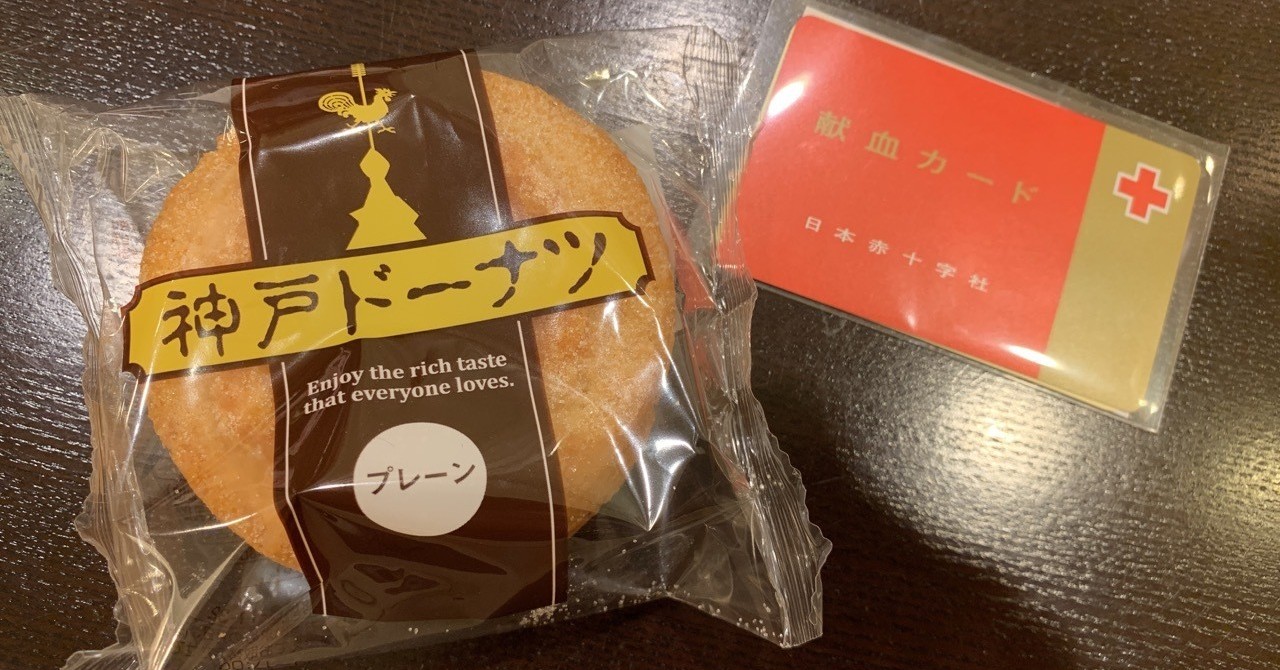 神戸ドーナツ
Enjoy the rich taste
that everyone loves.
プレーン
献血カード
日本赤十字社